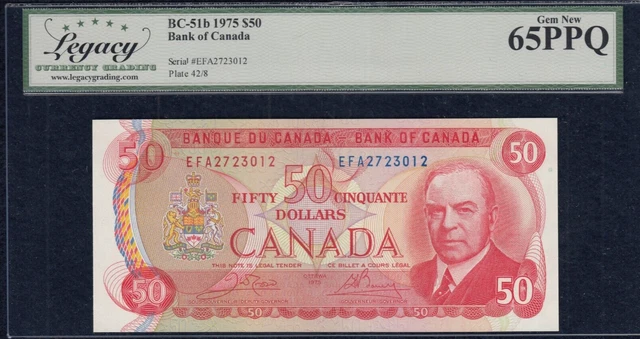 Legacy
CURRENCY GRADING
www.legacygrading.com
BC-51b 1975 $50
Bank of Canada
Serial #EFA2723012
Plate 42/8
Gem New
65PPQ
BANQUE DU CANADA – BANK OF CANADA
50
EFA2723012
EFA2723012
50
FIFTY 50 CINQUANTE
DOLLARS
CANADA
THIS NOTE IS LEGAL TENDER
OTTAWA
1975
CE BILLET A COURS LÉGAL
50
50
50
50